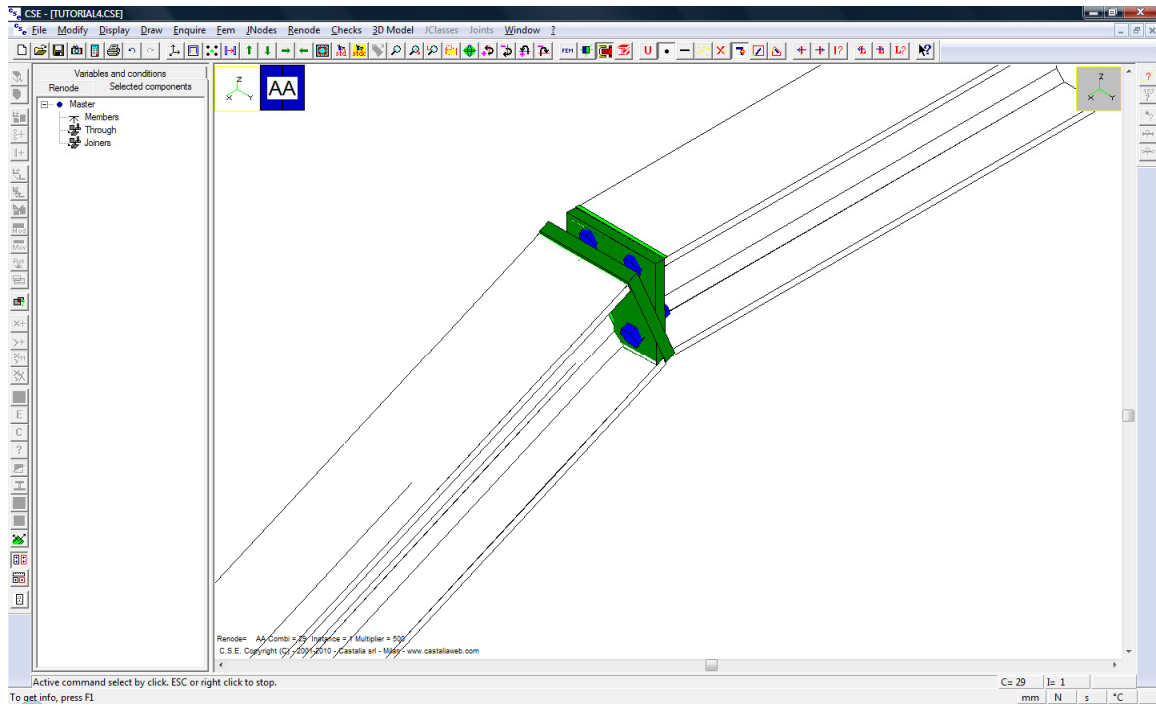 CSE - [TUTORIAL4.CSE]
File Modify Display Draw Enquire Fem JNodes Renode Checks 3D Model JClasses Joints Window ?
Variables and conditions
Renode Selected components
Master
Members
Through
Joiners
Z
X Y
AA
Z
X Y
Renode= AA Combi = 29 Instance = 1 Multiplier = 500
C.S.E. Copyright (C) - 2001-2010 - Castalia srl - Milan - www.castaliaweb.com
Active command select by click. ESC or right click to stop.
C= 29 I= 1
To get info, press F1
mm N s °C